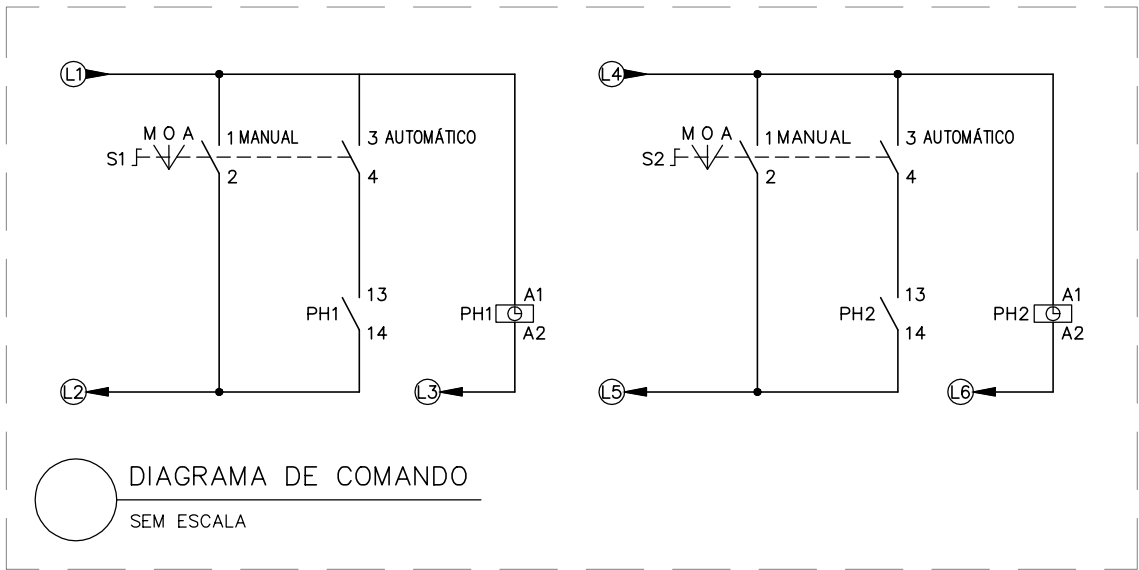 L1
L4
M O A
1 MANUAL
3 AUTOMÁTICO
S1
2
4
M O A
1 MANUAL
3 AUTOMÁTICO
S2
2
4
13
PH1
14
A1
PH1
A2
13
PH2
14
A1
PH2
A2
L2
L3
L5
L6
DIAGRAMA DE COMANDO
SEM ESCALA